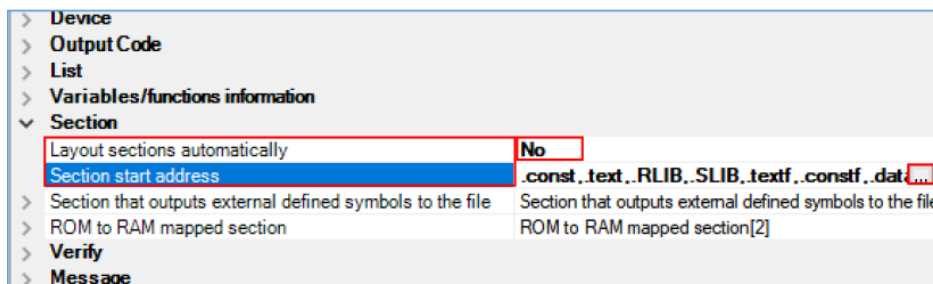 Device
Output Code
List
Variables/functions information
Section
Layout sections automatically No
Section start address .const,.text,.RLIB,.SLIB,.textf,.constf,.data ...
Section that outputs external defined symbols to the file Section that outputs external defined symbols to the file
ROM to RAM mapped section ROM to RAM mapped section[2]
Verify
Message